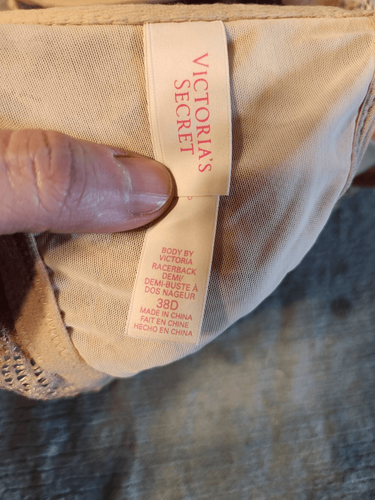 VICTORIA'S
SECRET
BODY BY
VICTORIA
RACERBACK
DEMI/
DEMI-BUSTE À
DOS NAGEUR
38D
MADE IN CHINA
FAIT EN CHINE
HECHO EN CHINA